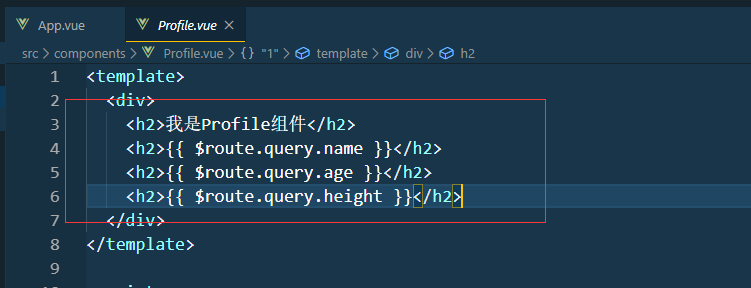 App.vue
Profile.vue
src > components > Profile.vue > {} "1" > template > div > h2
1 <template>
2 <div>
3 <h2>我是Profile组件</h2>
4 <h2>{{ $route.query.name }}</h2>
5 <h2>{{ $route.query.age }}</h2>
6 <h2>{{ $route.query.height }}</h2>
7 </div>
8 </template>
9